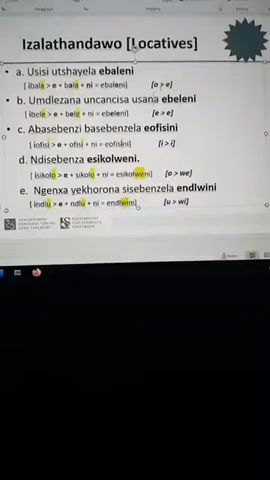 Izalathandawo [Locatives]
• a. Usisi utshayela ebaleni
[ ibala > e + bala + ni = ebaleni] [a > e]
• b. Umdlezana uncancisa usana ebeleni
[ ibele > e + bele + ni = ebeleni] [e > e]
• c. Abasebenzi basebenzela eofisini
[ iofisi > e + ofisi + ni = eofisini] [i > i]
d. Ndisebenza esikolweni.
[ isikolo > e + sikolo + ni = esikolweni] [o > we]
e. Ngenxa yekhorona sisebenzela endlwini
[ indlu > e + ndlu + ni = endlwini] [u > wi]